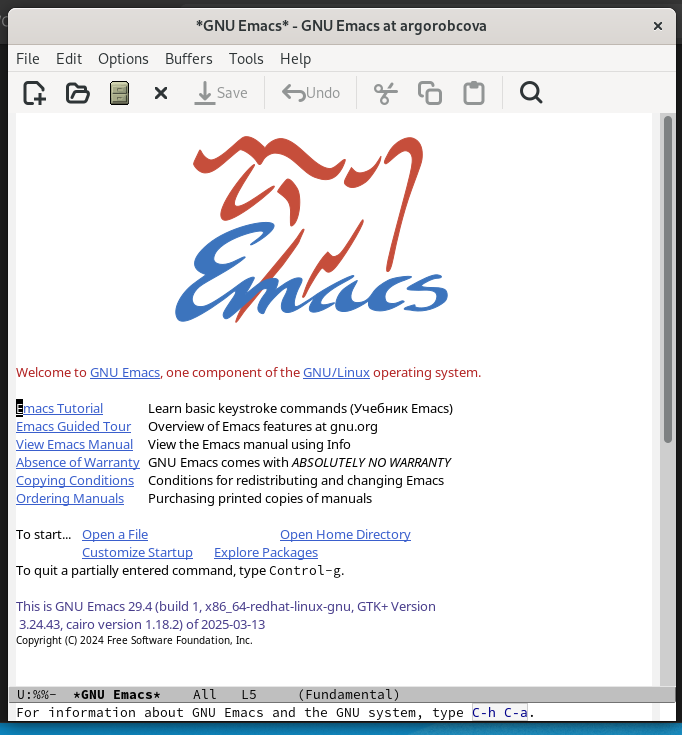 *GNU Emacs* - GNU Emacs at argorobcova
File Edit Options Buffers Tools Help
Save Undo
Emacs
Welcome to GNU Emacs, one component of the GNU/Linux operating system.
Emacs Tutorial Learn basic keystroke commands (Учебник Emacs)
Emacs Guided Tour Overview of Emacs features at gnu.org
View Emacs Manual View the Emacs manual using Info
Absence of Warranty GNU Emacs comes with ABSOLUTELY NO WARRANTY
Copying Conditions Conditions for redistributing and changing Emacs
Ordering Manuals Purchasing printed copies of manuals
To start... Open a File Open Home Directory
Customize Startup Explore Packages
To quit a partially entered command, type Control-g.
This is GNU Emacs 29.4 (build 1, x86_64-redhat-linux-gnu, GTK+ Version
3.24.43, cairo version 1.18.2) of 2025-03-13
Copyright (C) 2024 Free Software Foundation, Inc.
U:%%- *GNU Emacs* All L5 (Fundamental)
For information about GNU Emacs and the GNU system, type C-h C-a.